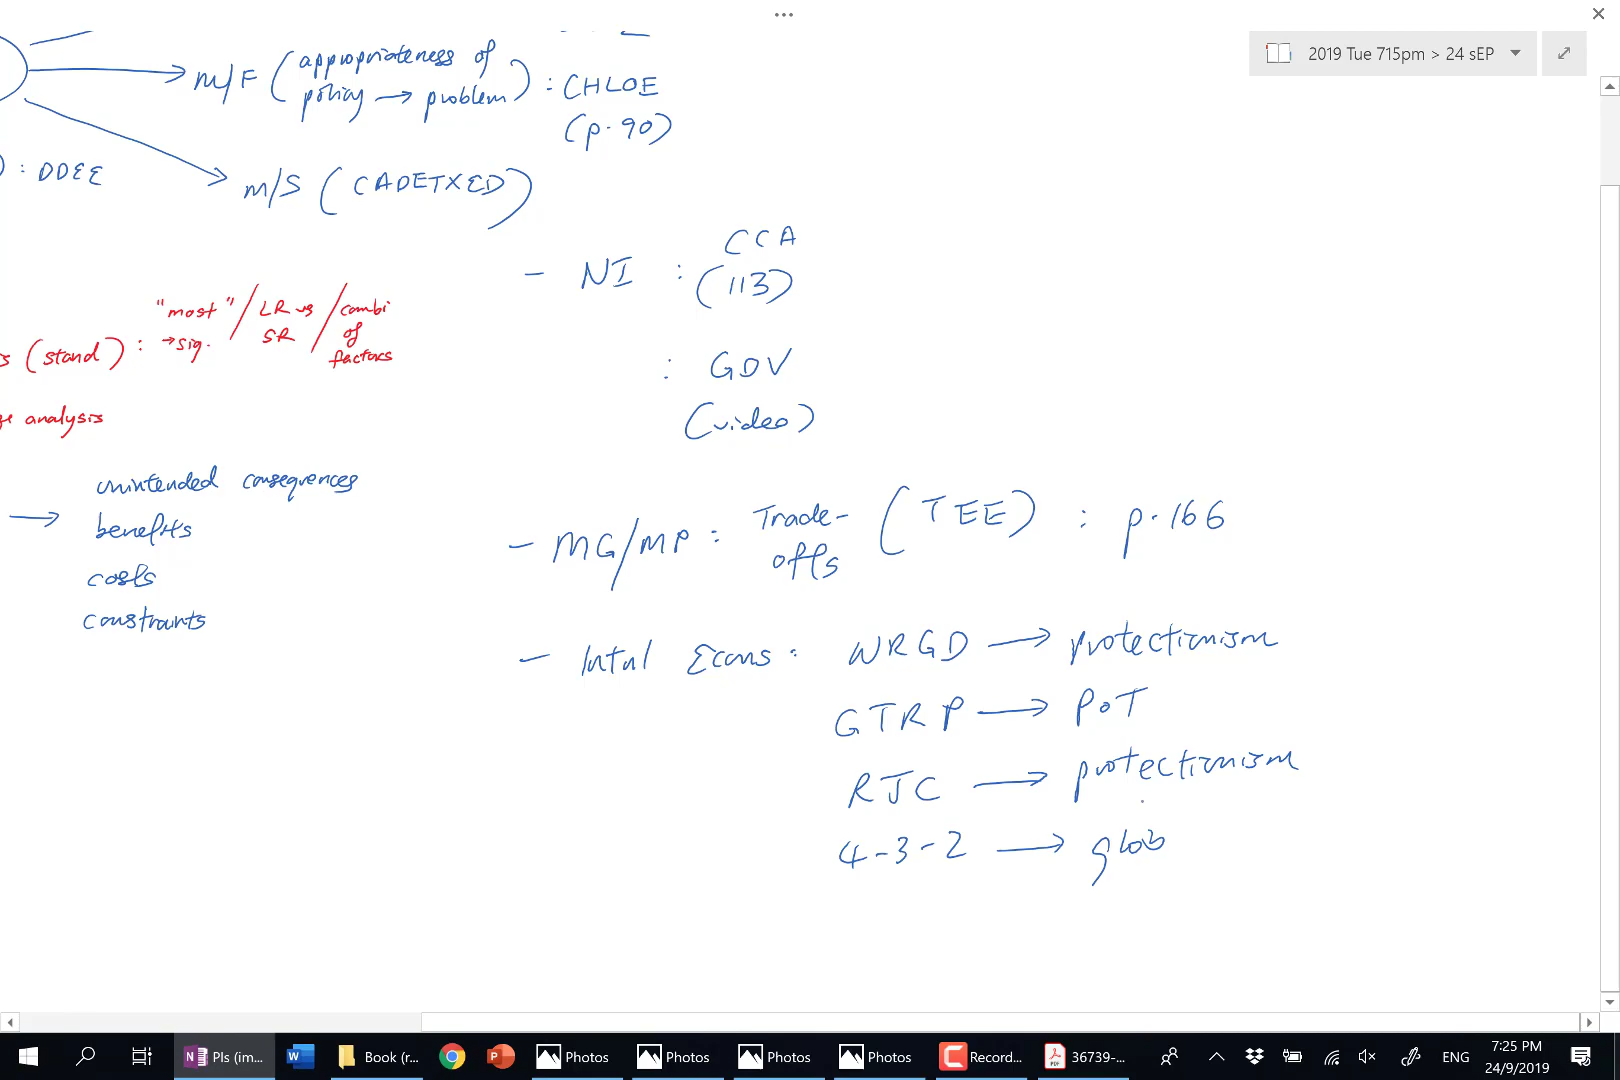 2019 Tue 715pm > 24 sEP
m/F (appropriateness of policy → problem) : CHLOE
(p.90)
) : DDEE
m/S (CADETXED)
- NI : CCA
(113)
"most" / LR vs / combi
→sig. SR of
factors
s (stand) :
: GOV
(video)
analysis
unintended consequences
→ benefits
costs
constraints
- MG/MP : Trade-offs (TEE) : p.166
- Intnl Econs : WRGD → protectionism
GTRP → POT
RJC → protectionism
4-3-2 → glob
PIs (im...
Book (r...
Photos
Photos
Photos
Photos
Record...
36739-...
ENG
7:25 PM
24/9/2019